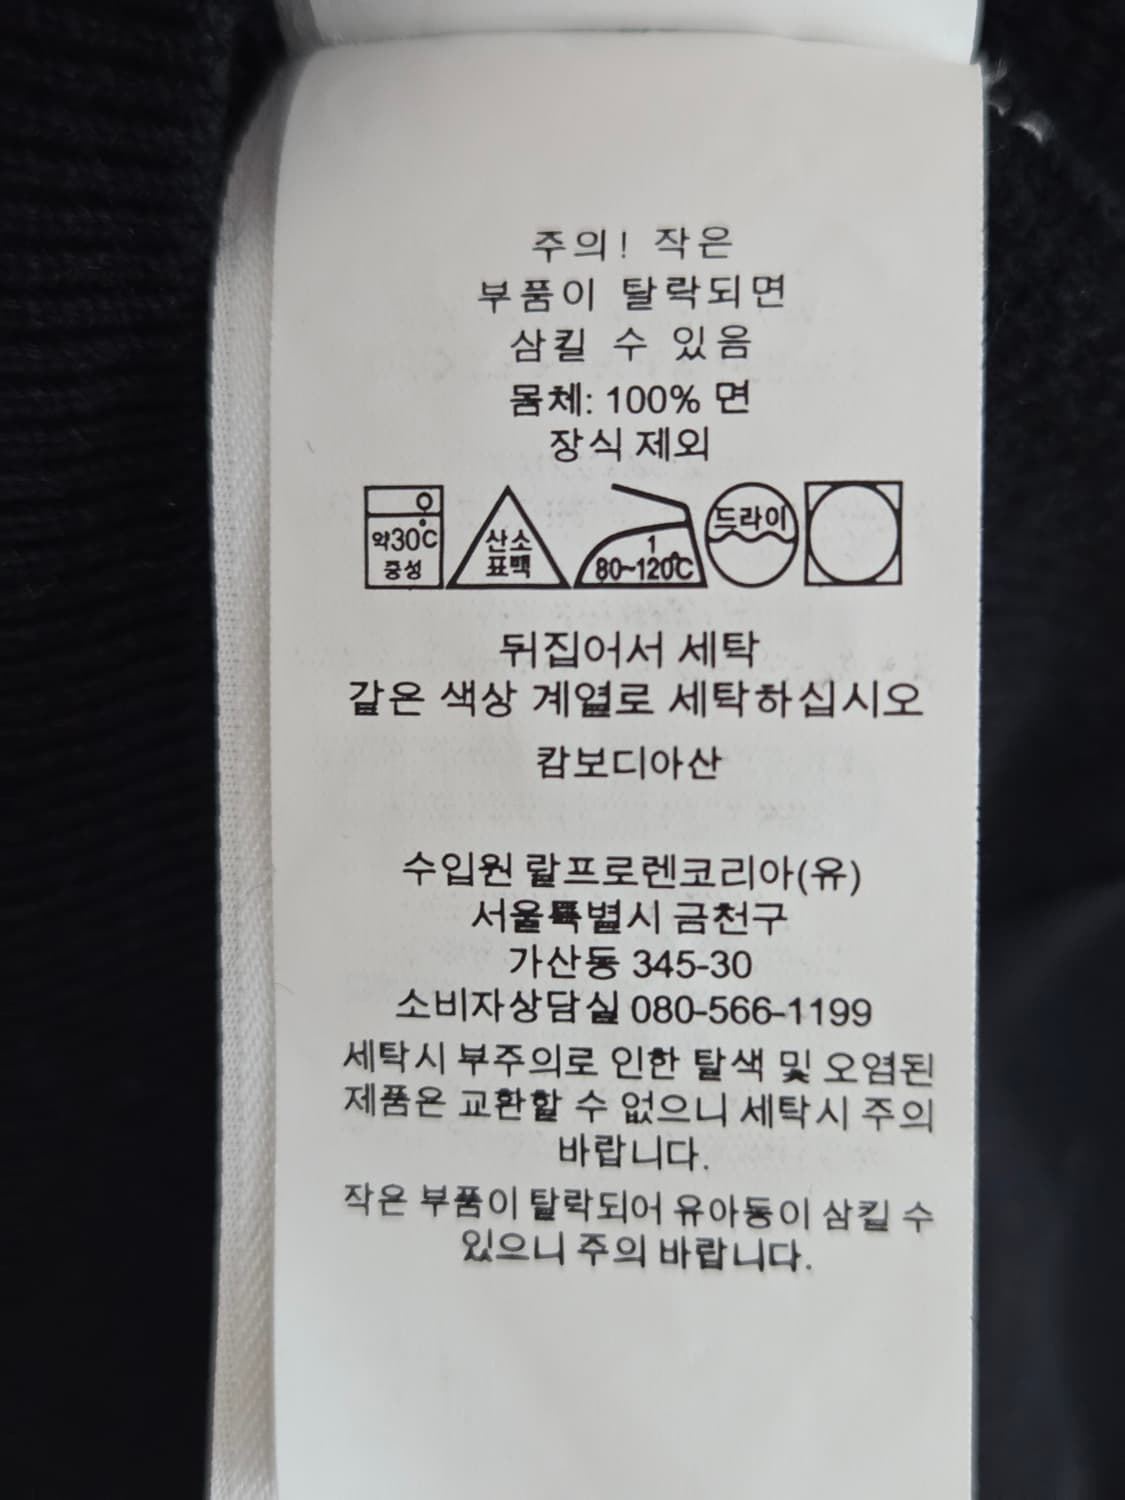 주의! 작은
부품이 탈락되면
삼킬 수 있음
몸체: 100% 면
장식 제외
약30℃
중성
산소
표백
1
80~120℃
드라이
뒤집어서 세탁
같은 색상 계열로 세탁하십시오
캄보디아산
수입원 랄프로렌코리아(유)
서울특별시 금천구
가산동 345-30
소비자상담실 080-566-1199
세탁시 부주의로 인한 탈색 및 오염된
제품은 교환할 수 없으니 세탁시 주의
바랍니다.
작은 부품이 탈락되어 유아동이 삼킬 수
있으니 주의 바랍니다.